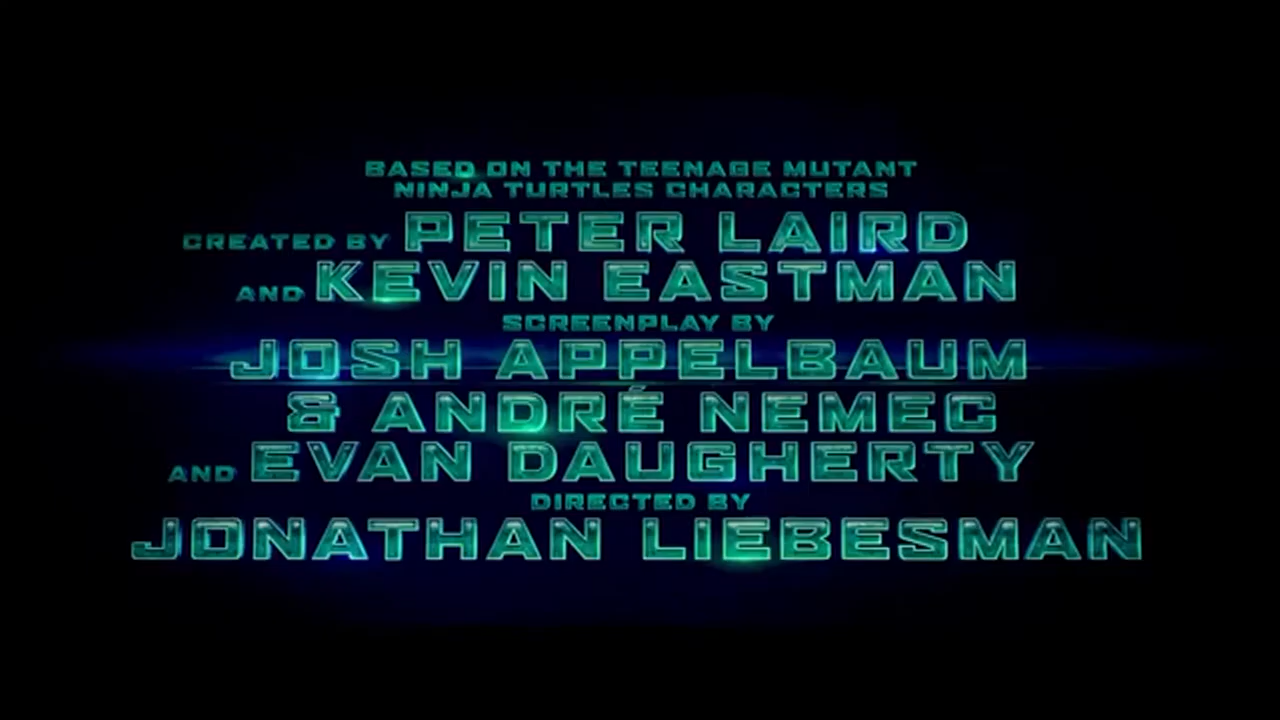 BASED ON THE TEENAGE MUTANT
NINJA TURTLES CHARACTERS
CREATED BY PETER LAIRD
AND KEVIN EASTMAN
SCREENPLAY BY
JOSH APPELBAUM
& ANDRÉ NEMEC
AND EVAN DAUGHERTY
DIRECTED BY
JONATHAN LIEBESMAN